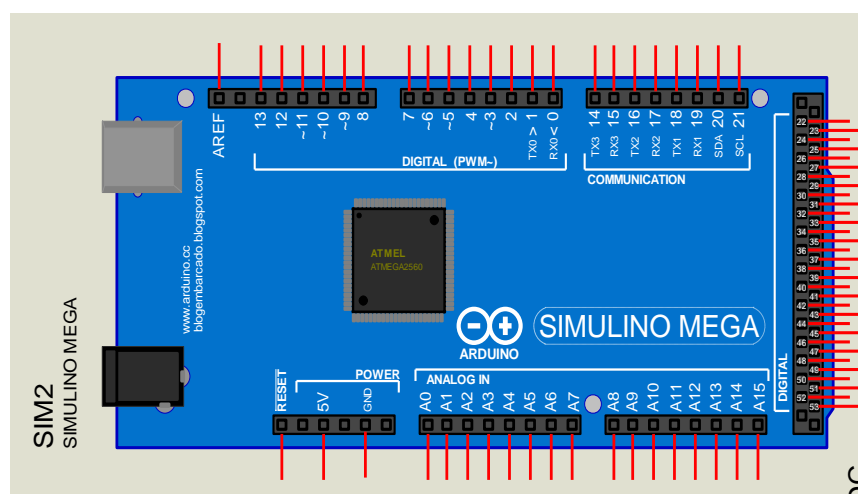 AREF
13
12
~11
~10
~9
8
7
~6
~5
4
~3
2
TX0 > 1
RX0 < 0
TX3 14
RX3 15
TX2 16
RX2 17
TX1 18
RX1 19
SDA 20
SCL 21
DIGITAL (PWM~)
COMMUNICATION
22
23
24
25
26
27
28
29
30
31
32
33
34
35
36
37
38
39
40
41
42
43
44
45
46
47
48
49
50
51
52
53
DIGITAL
www.arduino.cc
blogembarcado.blogspot.com
ATMEL
ATMEGA2560
ARDUINO
SIMULINO MEGA
SIM2
SIMULINO MEGA
RESET
5V
GND
POWER
ANALOG IN
A0
A1
A2
A3
A4
A5
A6
A7
A8
A9
A10
A11
A12
A13
A14
A15